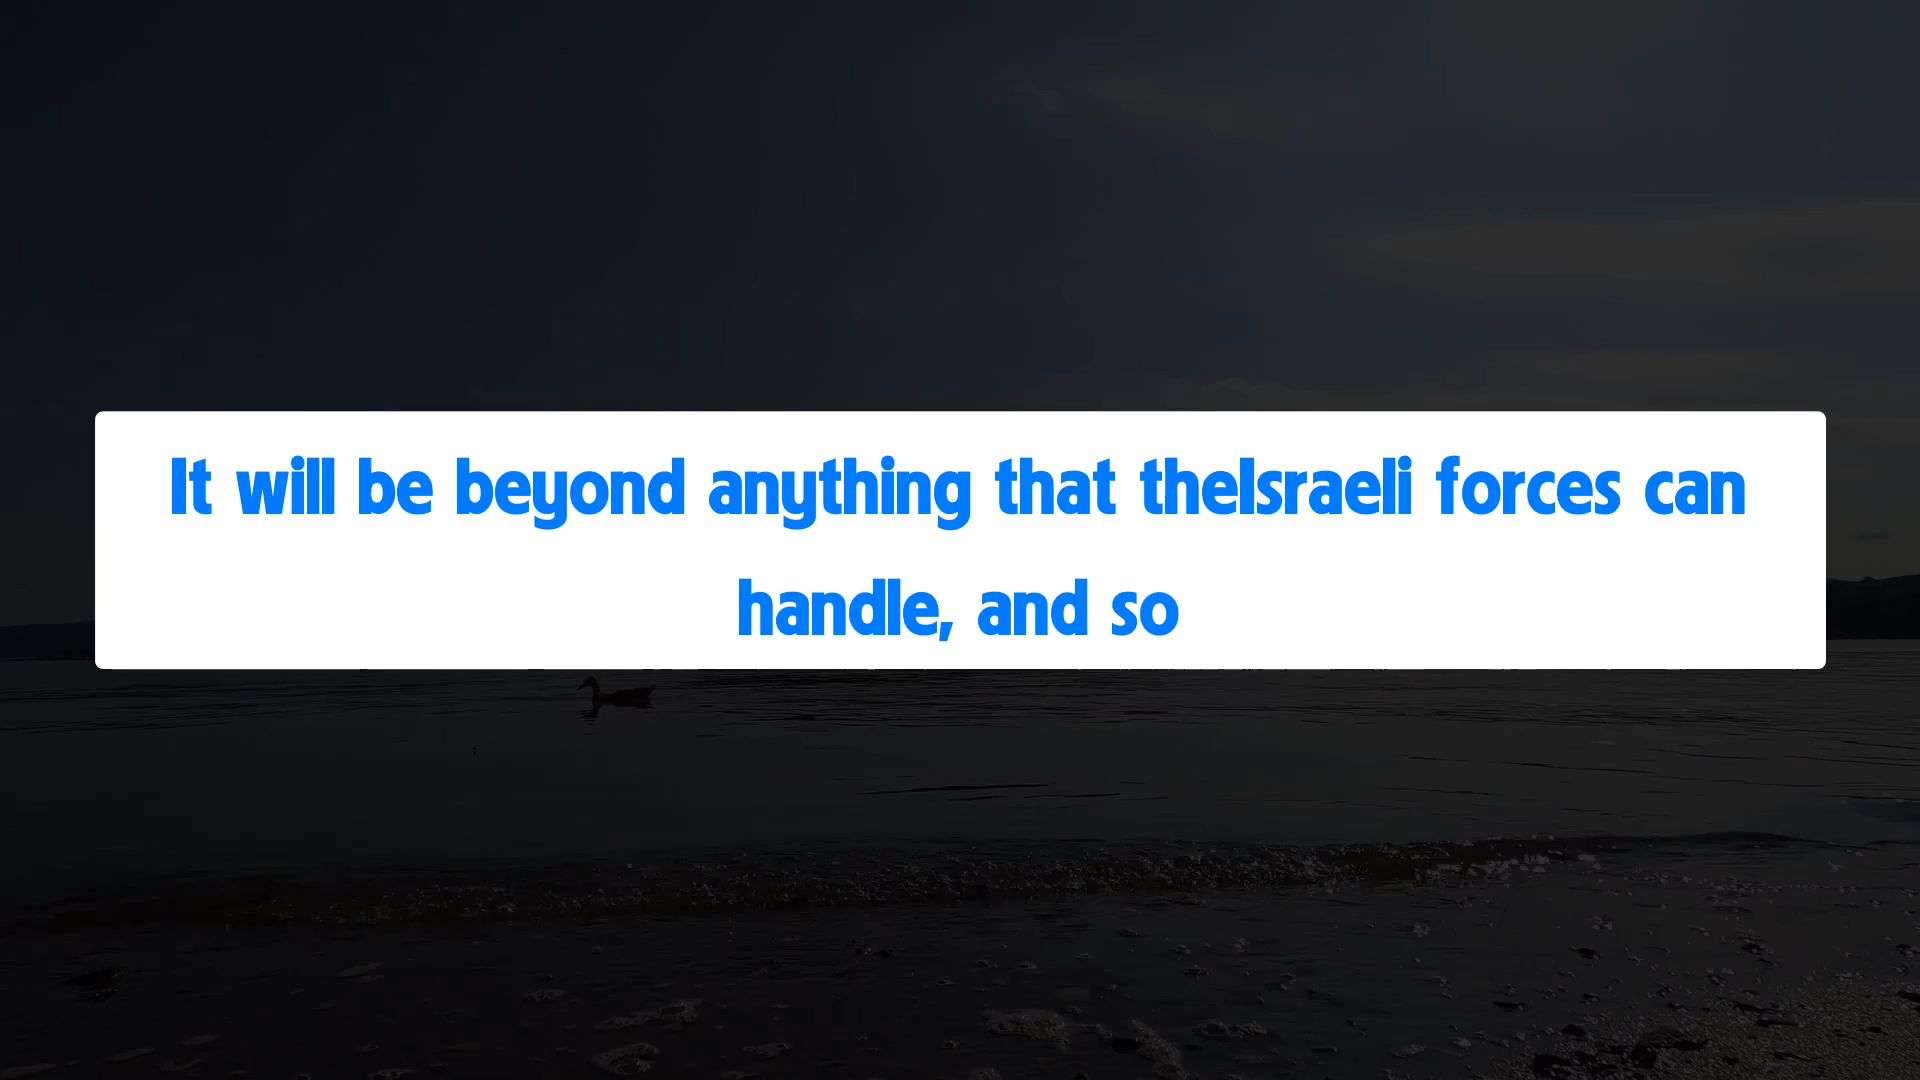 It will be beyond anything that theIsraeli forces can
handle, and so